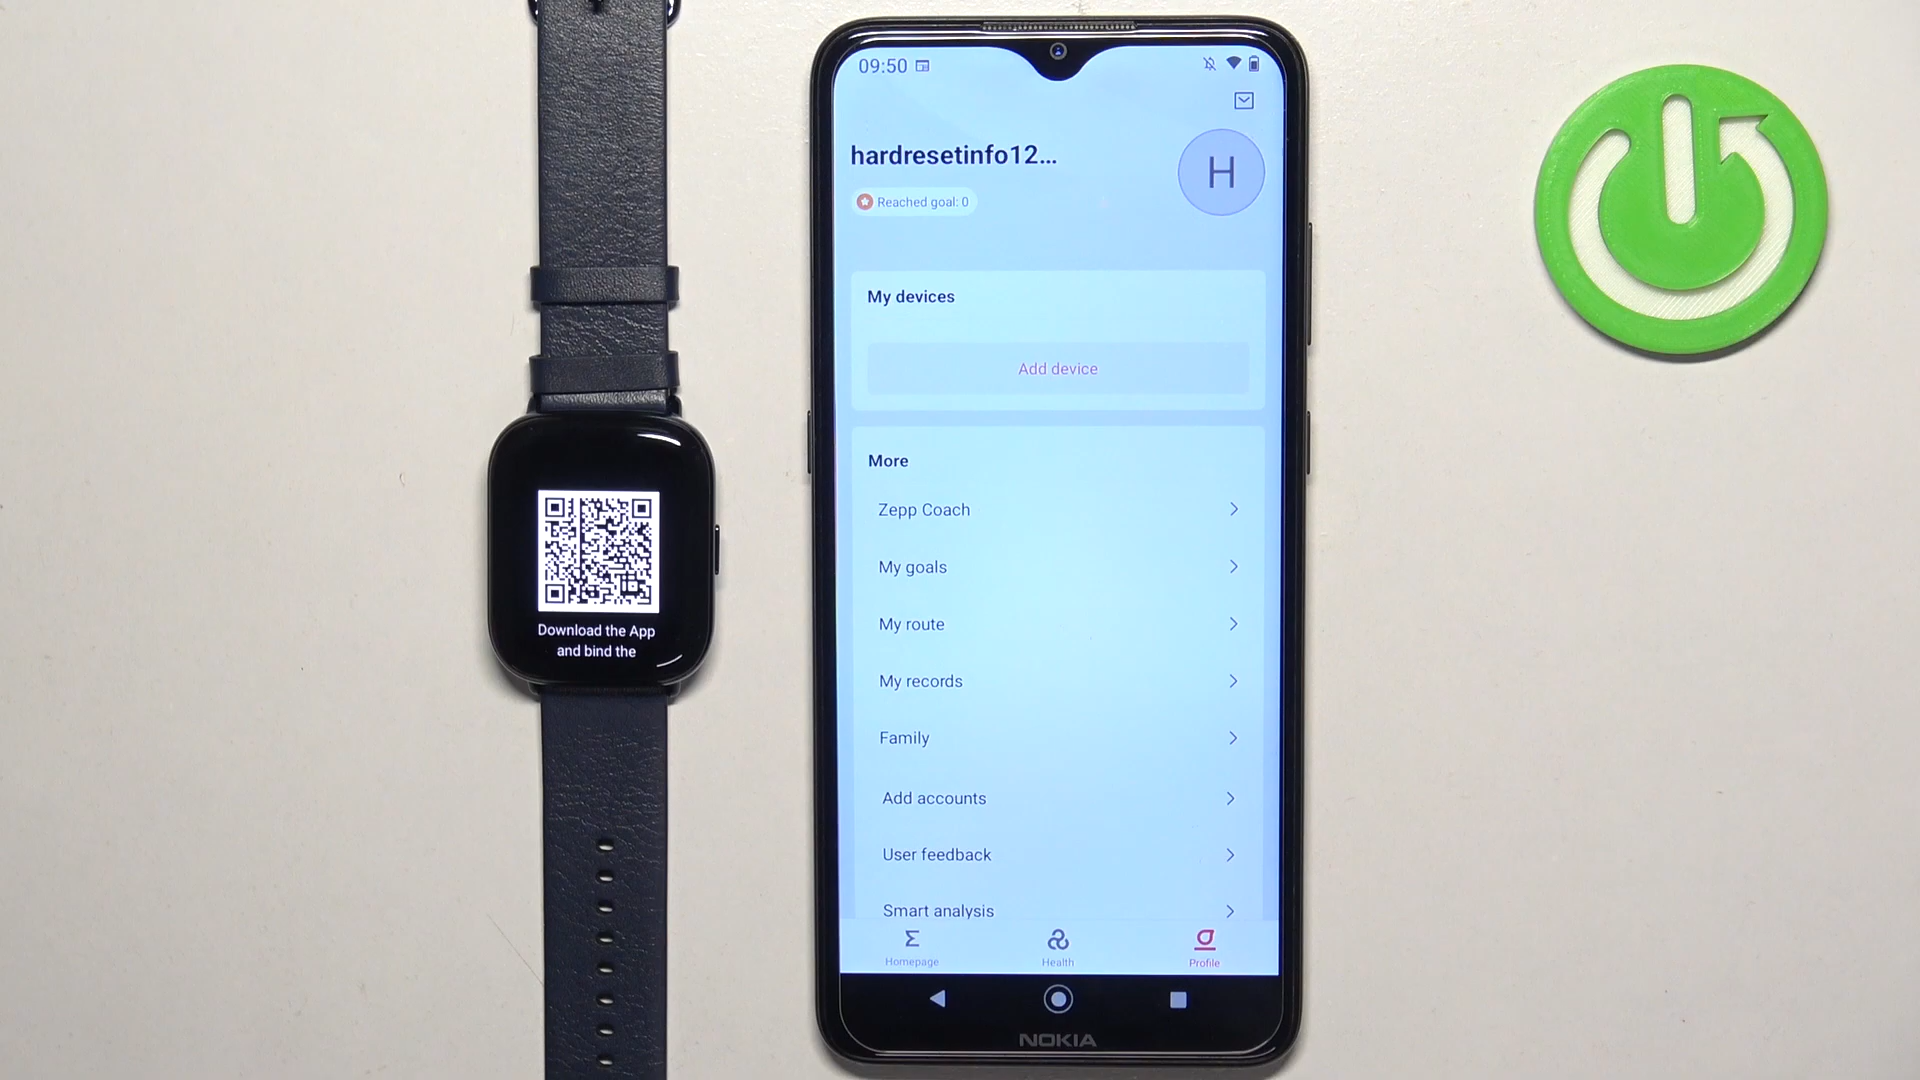 Download the App
and bind the
09:50
hardresetinfo12...
H
Reached goal: 0
My devices
Add device
More
Zepp Coach
My goals
My route
My records
Family
Add accounts
User feedback
Smart analysis
Homepage
Health
Profile
NOKIA